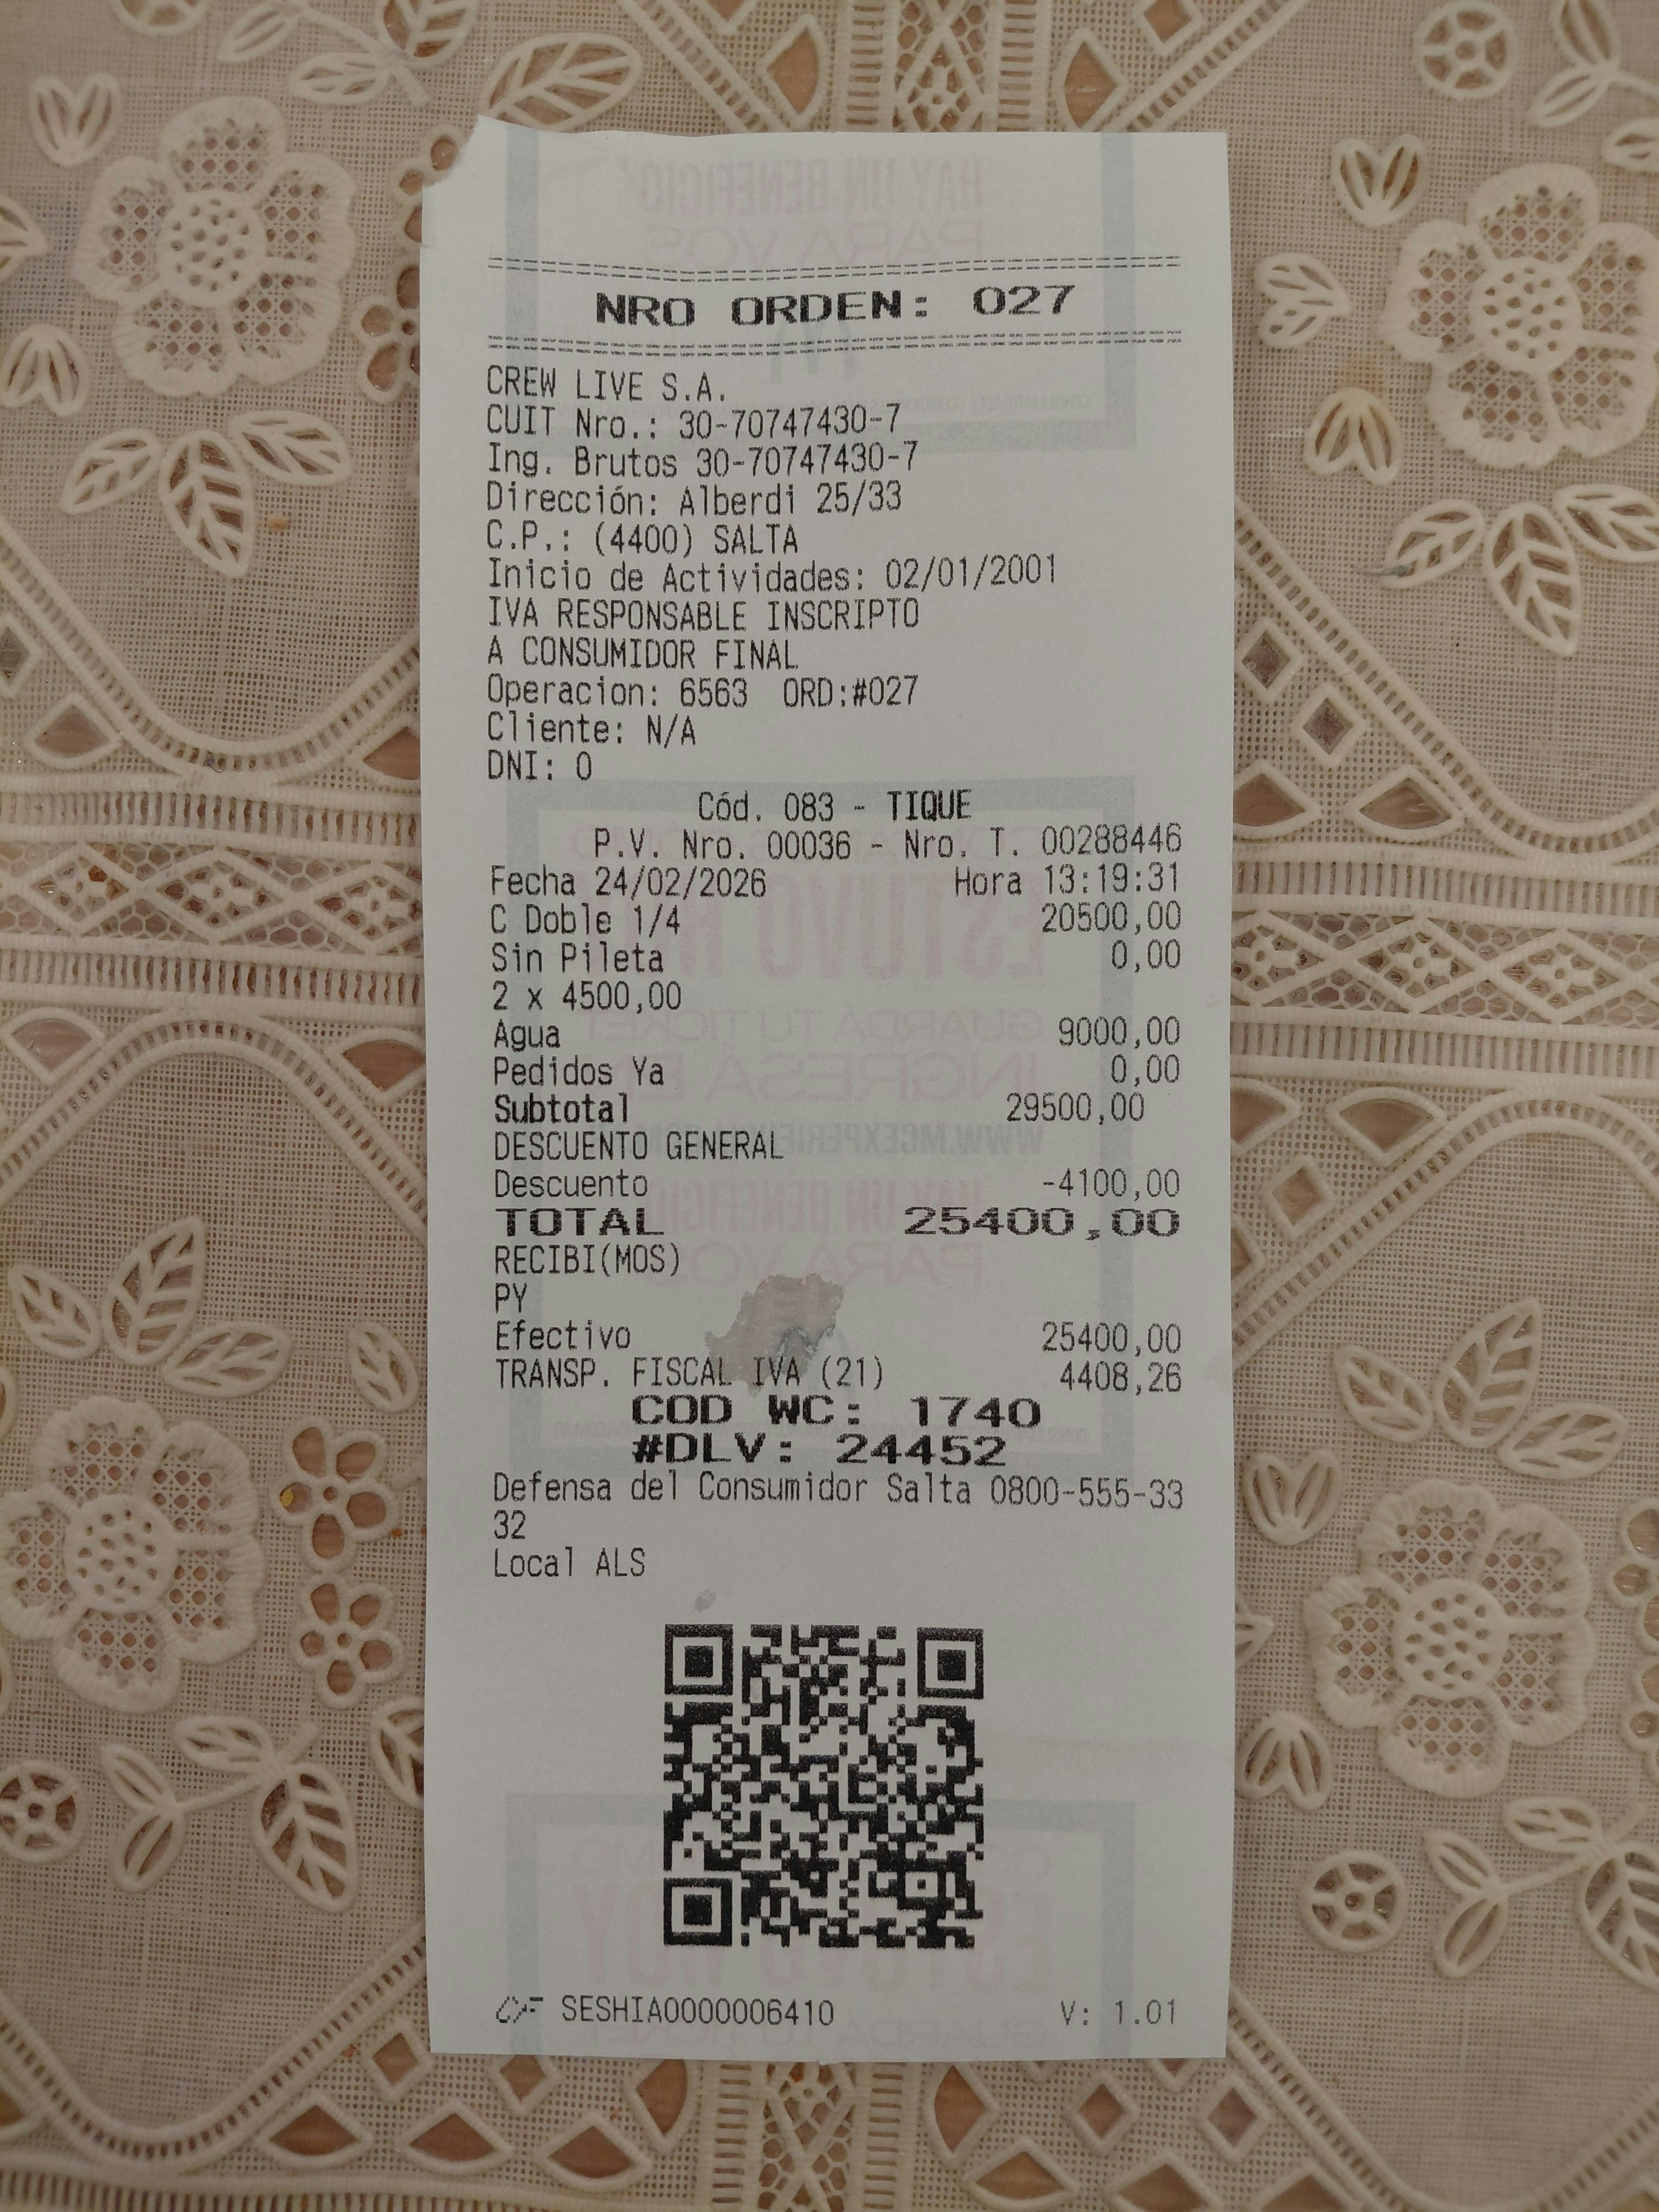 NRO ORDEN: 027
CREW LIVE S.A.
CUIT Nro.: 30-70747430-7
Ing. Brutos 30-70747430-7
Dirección: Alberdi 25/33
C.P.: (4400) SALTA
Inicio de Actividades: 02/01/2001
IVA RESPONSABLE INSCRIPTO
A CONSUMIDOR FINAL
Operacion: 6563 ORD:#027
Cliente: N/A
DNI: 0
Cód. 083 - TIQUE
P.V. Nro. 00036 - Nro. T. 00288446
Fecha 24/02/2026 Hora 13:19:31
C Doble 1/4 20500,00
Sin Pileta 0,00
2 x 4500,00
Agua 9000,00
Pedidos Ya 0,00
Subtotal 29500,00
DESCUENTO GENERAL
Descuento -4100,00
TOTAL 25400,00
RECIBI(MOS)
PY
Efectivo 25400,00
TRANSP. FISCAL IVA (21) 4408,26
COD WC: 1740
#DLV: 24452
Defensa del Consumidor Salta 0800-555-33
32
Local ALS
CF SESHIA0000006410 V: 1.01